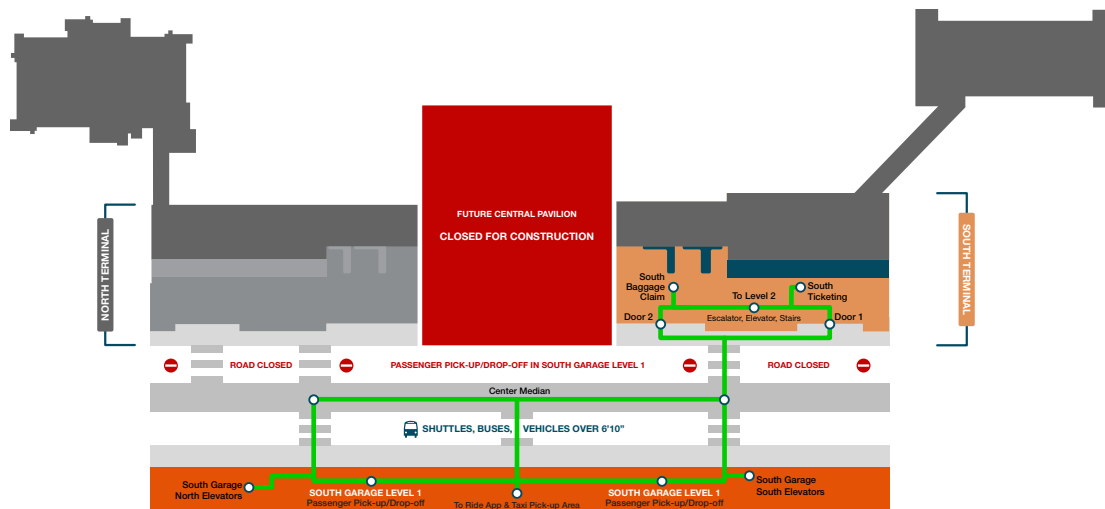 FUTURE CENTRAL PAVILION
CLOSED FOR CONSTRUCTION
NORTH TERMINAL
SOUTH TERMINAL
South
Baggage
Claim
To Level 2
South
Ticketing
Door 2
Escalator, Elevator, Stairs
Door 1
ROAD CLOSED
PASSENGER PICK-UP/DROP-OFF IN SOUTH GARAGE LEVEL 1
ROAD CLOSED
Center Median
SHUTTLES, BUSES, VEHICLES OVER 6'10"
South Garage
North Elevators
SOUTH GARAGE LEVEL 1
Passenger Pick-up/Drop-off
To Ride App & Taxi Pick-up Area
SOUTH GARAGE LEVEL 1
Passenger Pick-up/Drop-off
South Garage
South Elevators